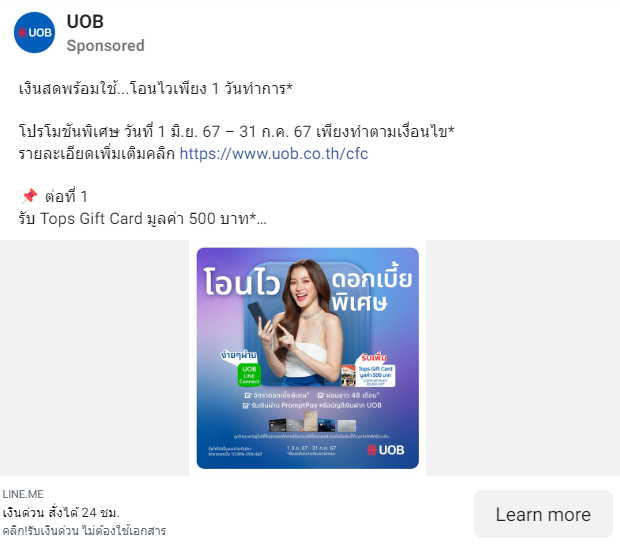 UOB
UOB
Sponsored
เงินสดพร้อมใช้...โอนไวเพียง 1 วันทำการ*
โปรโมชันพิเศษ วันที่ 1 มิ.ย. 67 – 31 ก.ค. 67 เพียงทำตามเงื่อนไข*
รายละเอียดเพิ่มเติมคลิก https://www.uob.co.th/cfc
📌 ต่อที่ 1
รับ Tops Gift Card มูลค่า 500 บาท*...
โอนไว
ดอกเบี้ย
พิเศษ
ง่ายๆผ่าน
UOB
LINE
Connect
รับเพิ่ม
Tops Gift Card
มูลค่า 500 บาท
อัตราดอกเบี้ยพิเศษ*
ผ่อนยาว 48 เดือน*
รับเงินผ่าน PromptPay หรือบัญชีเงินฝาก UOB
1 มิ.ย. 67 - 31 ก.ค. 67
UOB
LINE.ME
เงินด่วน สั่งได้ 24 ชม.
คลิก!รับเงินด่วน ไม่ต้องใช้เอกสาร
Learn more